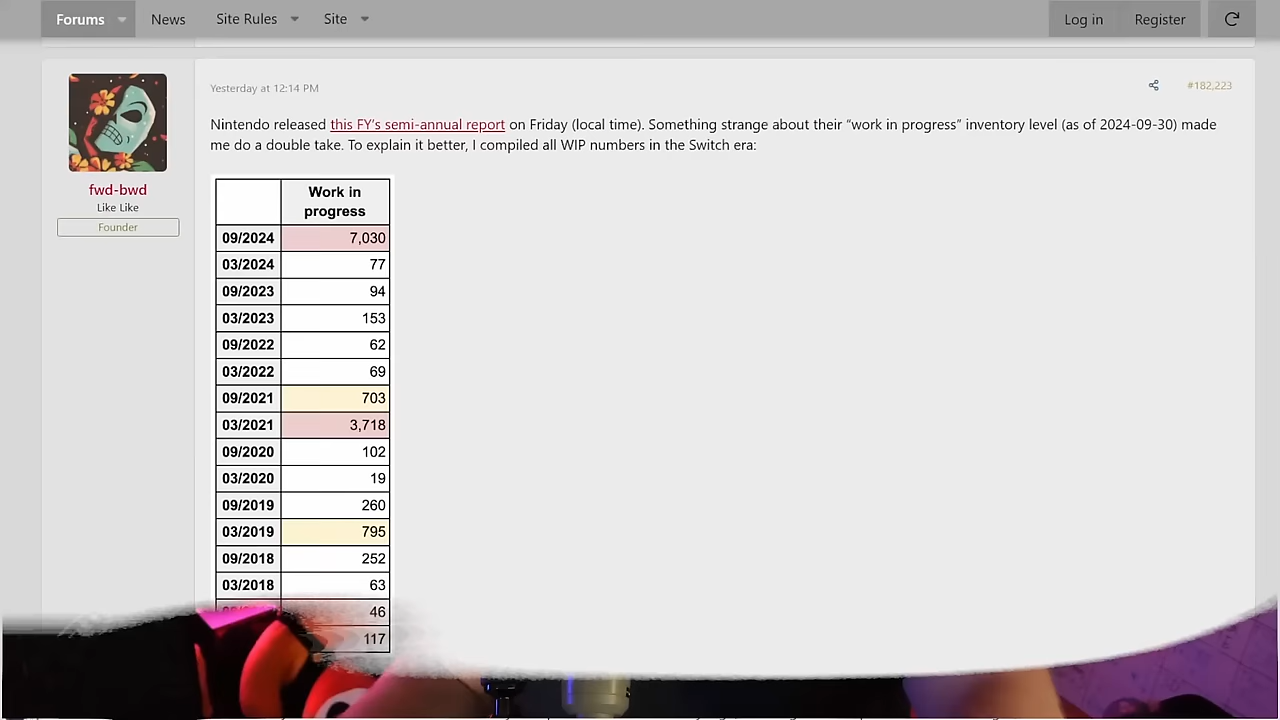 Forums News Site Rules Site Log in Register
Yesterday at 12:14 PM #182,223
Nintendo released this FY's semi-annual report on Friday (local time). Something strange about their “work in progress” inventory level (as of 2024-09-30) made
me do a double take. To explain it better, I compiled all WIP numbers in the Switch era:
fwd-bwd
Like Like
Founder
Work in
progress
09/2024 7,030
03/2024 77
09/2023 94
03/2023 153
09/2022 62
03/2022 69
09/2021 703
03/2021 3,718
09/2020 102
03/2020 19
09/2019 260
03/2019 795
09/2018 252
03/2018 63
46
117